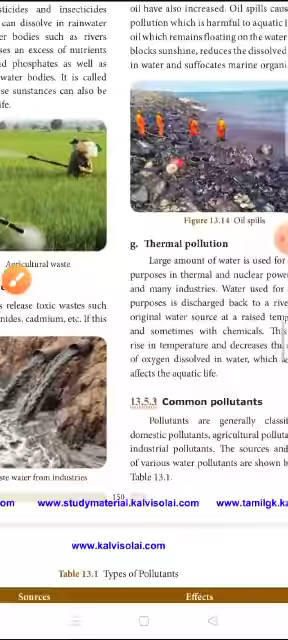 sticides and insecticides
can dissolve in rainwater
er bodies such as rivers
ses an excess of nutrients
d phosphates as well as
water bodies. It is called
se sunstances can also be
ife.
Agricultural waste
s release toxic wastes such
nides, cadmium, etc. If this
ste water from industries
oil have also increased. Oil spills caus
pollution which is harmful to aquatic l
oil which remains floating on the water
blocks sunshine, reduces the dissolved
in water and suffocates marine organi
Figure 13.14 Oil spills
g. Thermal pollution
Large amount of water is used for
purposes in thermal and nuclear powe
and many industries. Water used for
purposes is discharged back to a rive
original water source at a raised temp
and sometimes with chemicals. This
rise in temperature and decreases the
of oxygen dissolved in water, which
affects the aquatic life.
13.5.3 Common pollutants
Pollutants are generally classif
domestic pollutants, agricultural polluta
industrial pollutants. The sources and
of various water pollutants are shown
Table 13.1.
150
om www.studymaterial.kalvisolai.com www.tamilgk.ka
www.kalvisolai.com
Table 13.1 Types of Pollutants
Sources Effects